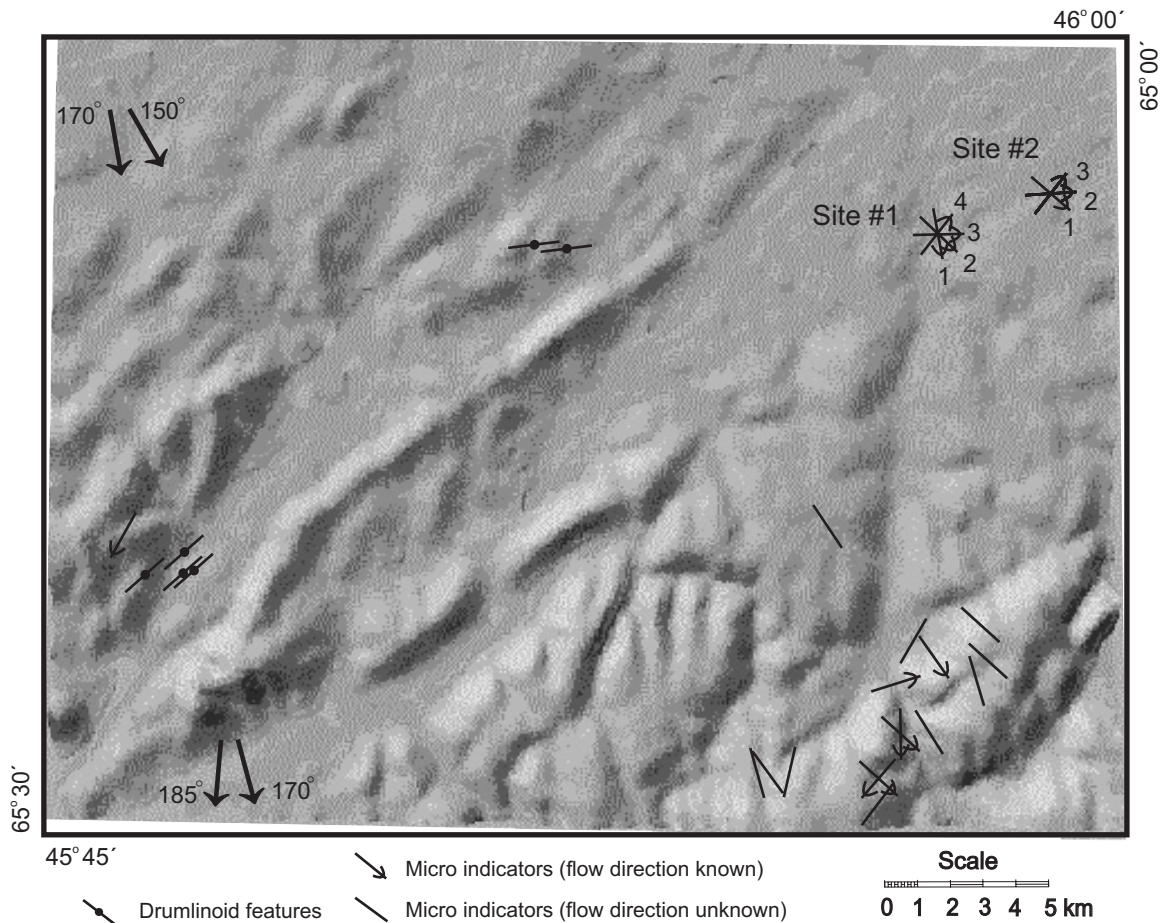 46°00´
65°00´
170° 150°
Site #2
3
2
1
Site #1
4
3
2
1
185° 170°
65°30´
45°45´
Micro indicators (flow direction known)
Drumlinoid features
Micro indicators (flow direction unknown)
Scale
0 1 2 3 4 5 km